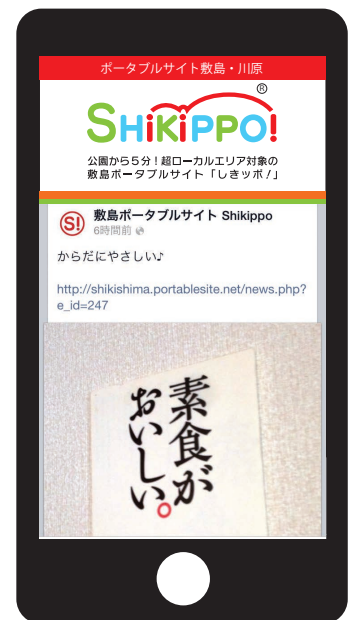 ポータブルサイト敷島・川原
SHiKiPPO!®
公園から5分！超ローカルエリア対象の
敷島ポータブルサイト「しきッポ！」
S!
敷島ポータブルサイト Shikippo
6時間前
からだにやさしい♪
http://shikishima.portablesite.net/news.php?
e_id=247
素食が
おいしい。